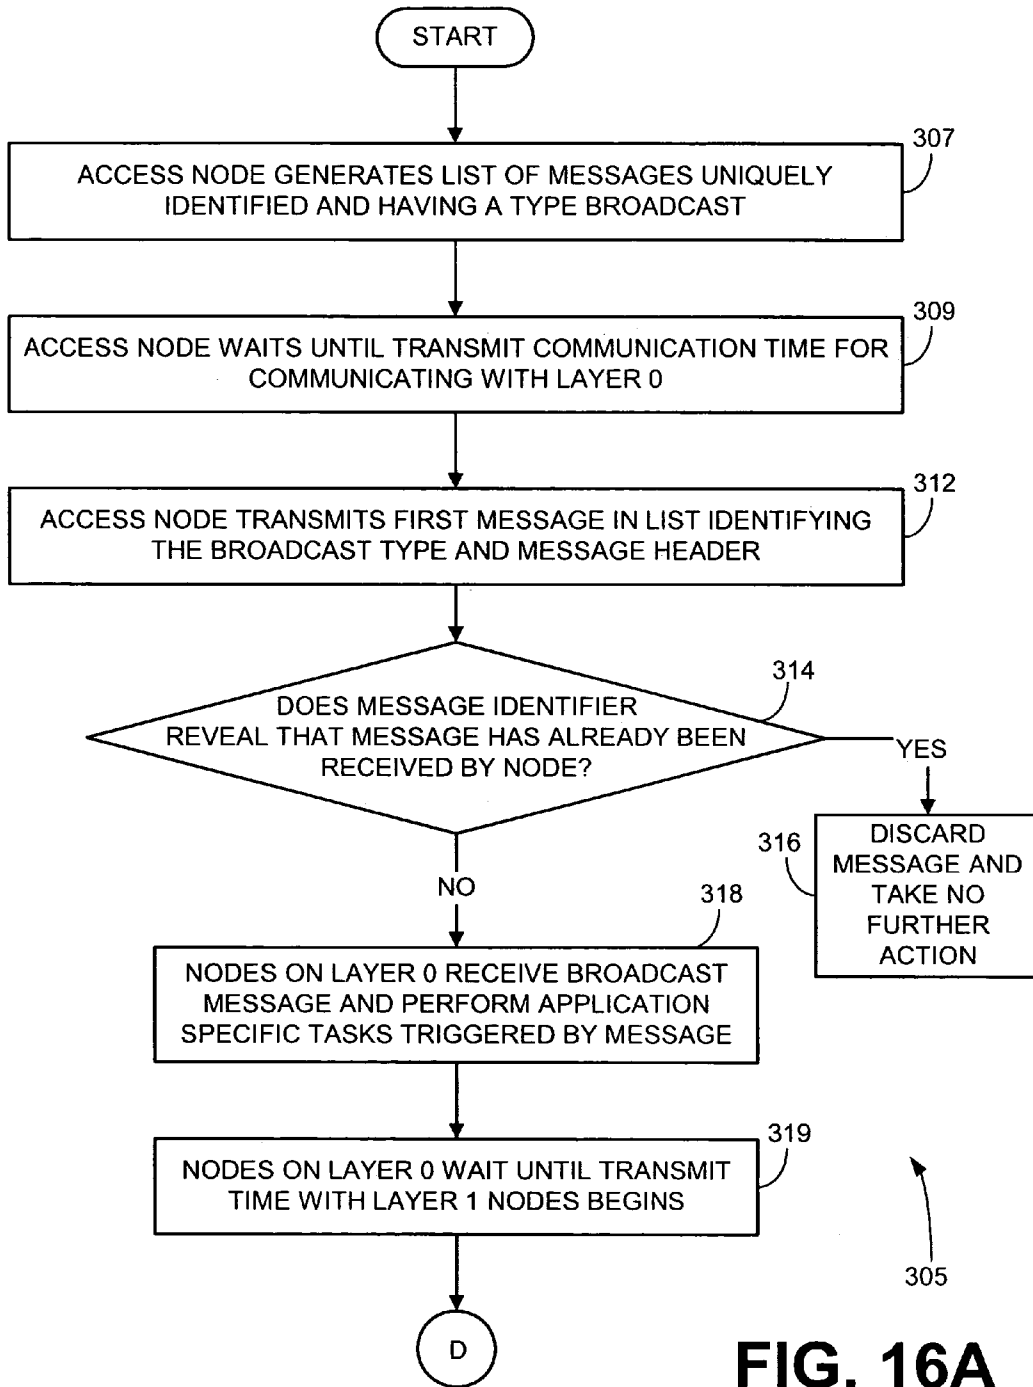 START
307
ACCESS NODE GENERATES LIST OF MESSAGES UNIQUELY
IDENTIFIED AND HAVING A TYPE BROADCAST
309
ACCESS NODE WAITS UNTIL TRANSMIT COMMUNICATION TIME FOR
COMMUNICATING WITH LAYER 0
312
ACCESS NODE TRANSMITS FIRST MESSAGE IN LIST IDENTIFYING
THE BROADCAST TYPE AND MESSAGE HEADER
314
DOES MESSAGE IDENTIFIER
REVEAL THAT MESSAGE HAS ALREADY BEEN
RECEIVED BY NODE?
YES
316
DISCARD
MESSAGE AND
TAKE NO
FURTHER
ACTION
NO
318
NODES ON LAYER 0 RECEIVE BROADCAST
MESSAGE AND PERFORM APPLICATION
SPECIFIC TASKS TRIGGERED BY MESSAGE
319
NODES ON LAYER 0 WAIT UNTIL TRANSMIT
TIME WITH LAYER 1 NODES BEGINS
305
D
FIG. 16A